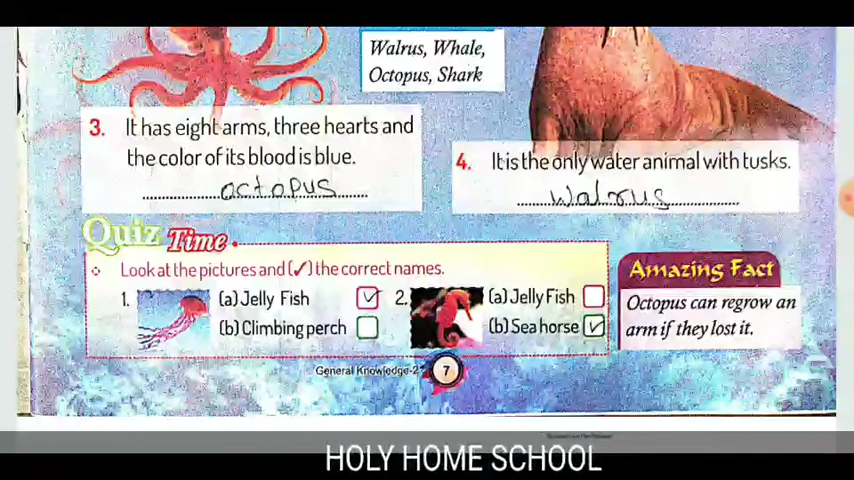 Walrus, Whale,
Octopus, Shark
3. It has eight arms, three hearts and
the color of its blood is blue.
octopus
4. It is the only water animal with tusks.
walrus
Quiz Time
Look at the pictures and (✓) the correct names.
1. (a) Jelly Fish ✓
(b) Climbing perch
2. (a) Jelly Fish
(b) Sea horse ✓
Amazing Fact
Octopus can regrow an
arm if they lost it.
General Knowledge-2 7
HOLY HOME SCHOOL